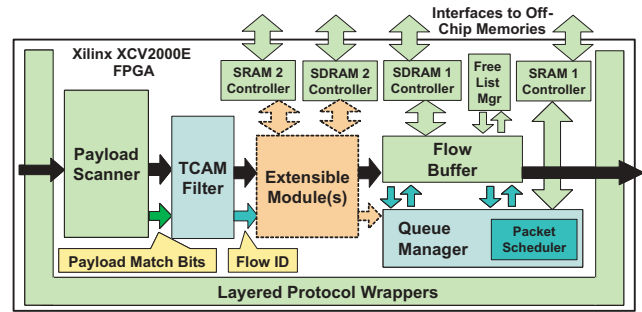 Interfaces to Off-
Chip Memories
Xilinx XCV2000E
FPGA
SRAM 2
Controller
SDRAM 2
Controller
SDRAM 1
Controller
Free
List
Mgr
SRAM 1
Controller
Payload
Scanner
TCAM
Filter
Extensible
Module(s)
Flow
Buffer
Queue
Manager
Packet
Scheduler
Payload Match Bits
Flow ID
Layered Protocol Wrappers